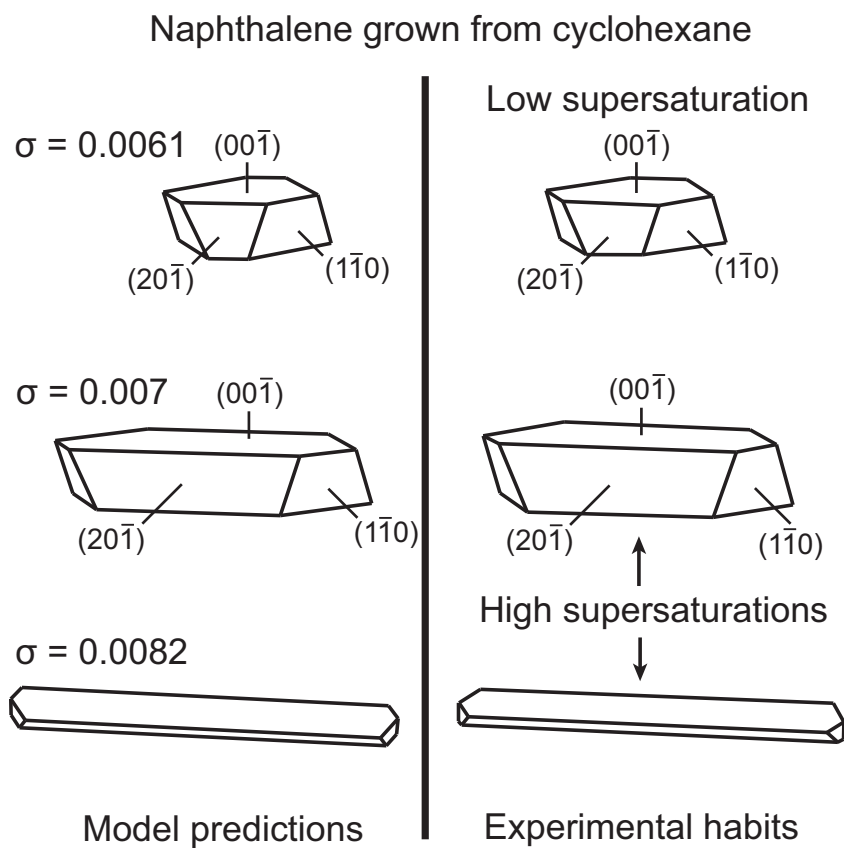 Naphthalene grown from cyclohexane
Low supersaturation
σ = 0.0061
(001̄)
(201̄)
(11̄0)
(001̄)
(201̄)
(11̄0)
σ = 0.007
(001̄)
(201̄)
(11̄0)
(001̄)
(201̄)
(11̄0)
High supersaturations
σ = 0.0082
Model predictions
Experimental habits